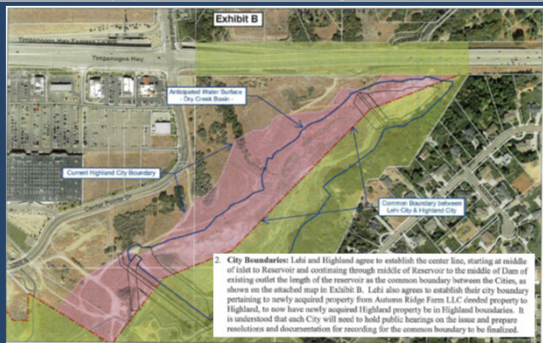 Exhibit B
Timpanogos Hwy
Timpanogos Hwy
Anticipated Water Surface
- Dry Creek Basin -
Current Highland City Boundary
Common Boundary between
Lehi City & Highland City
2. City Boundaries: Lehi and Highland agree to establish the center line, starting at middle
of inlet to Reservoir and continuing through middle of Reservoir to the middle of Dam of
existing outlet the length of the reservoir as the common boundary between the Cities, as
shown on the attached map in Exhibit B. Lehi also agrees to establish their city boundary
pertaining to newly acquired property from Autumn Ridge Farm LLC deeded property to
Highland, to now have newly acquired Highland property be in Highland boundaries. It
is understood that each City will need to hold public hearings on the issue and prepare
resolutions and documentation for recording for the common boundary to be finalized.